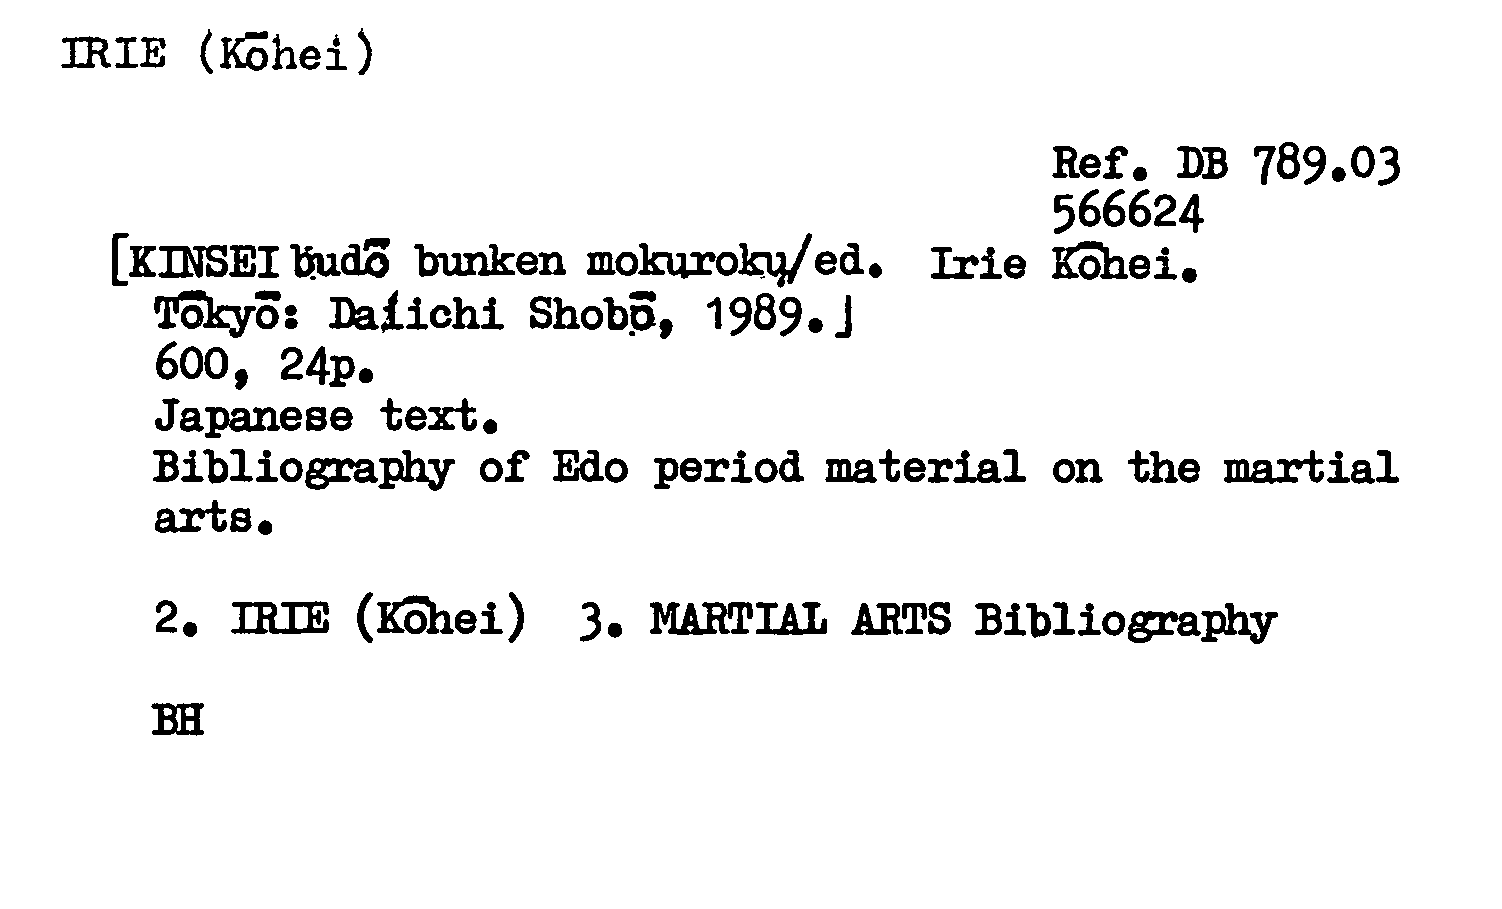 IRIE (Kōhei)
Ref. DB 789.03
566624
[KINSEI budō bunken mokuroku/ed. Irie Kōhei.
Tōkyō: Daiichi Shobō, 1989.]
600, 24p.
Japanese text.
Bibliography of Edo period material on the martial
arts.
2. IRIE (Kōhei) 3. MARTIAL ARTS Bibliography
BH